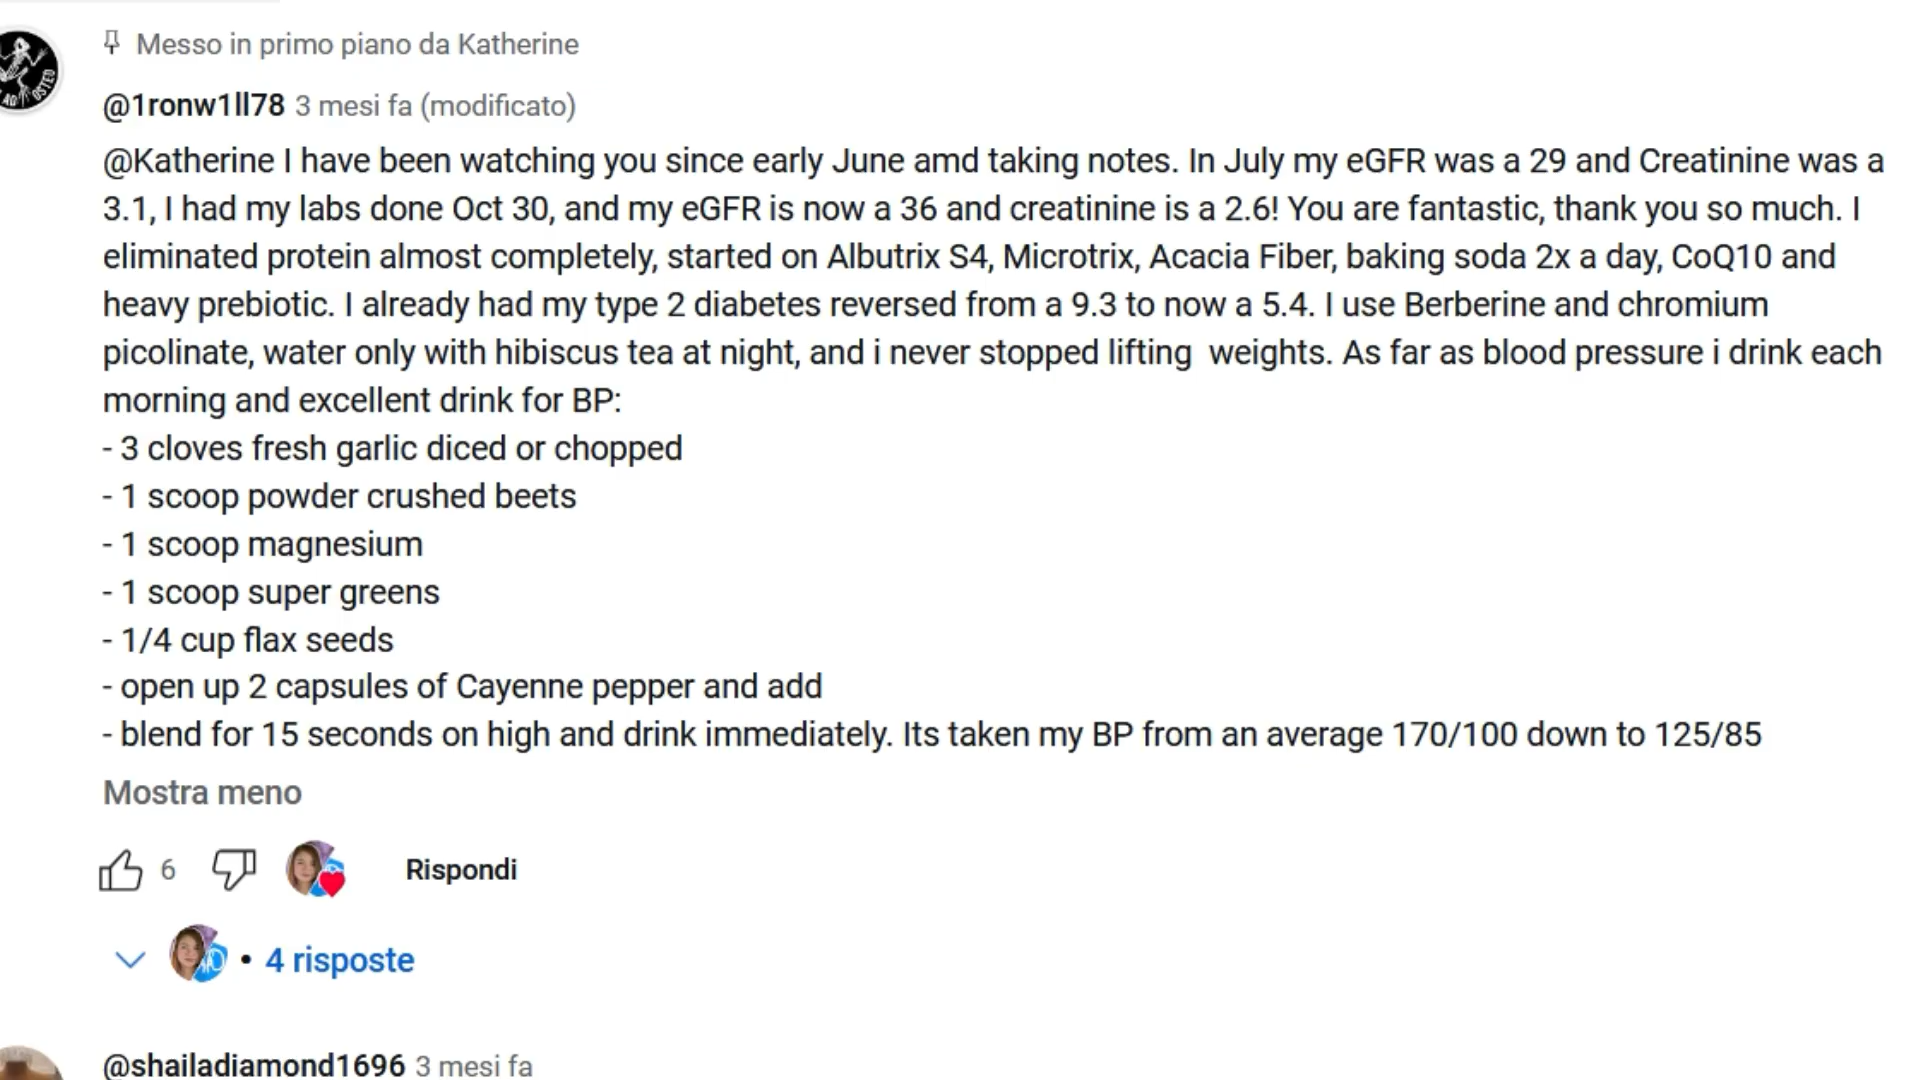 Messo in primo piano da Katherine
@1ronw1ll78 3 mesi fa (modificato)
@Katherine I have been watching you since early June amd taking notes. In July my eGFR was a 29 and Creatinine was a
3.1, I had my labs done Oct 30, and my eGFR is now a 36 and creatinine is a 2.6! You are fantastic, thank you so much. I
eliminated protein almost completely, started on Albutrix S4, Microtrix, Acacia Fiber, baking soda 2x a day, CoQ10 and
heavy prebiotic. I already had my type 2 diabetes reversed from a 9.3 to now a 5.4. I use Berberine and chromium
picolinate, water only with hibiscus tea at night, and i never stopped lifting  weights. As far as blood pressure i drink each
morning and excellent drink for BP:
- 3 cloves fresh garlic diced or chopped
- 1 scoop powder crushed beets
- 1 scoop magnesium
- 1 scoop super greens
- 1/4 cup flax seeds
- open up 2 capsules of Cayenne pepper and add
- blend for 15 seconds on high and drink immediately. Its taken my BP from an average 170/100 down to 125/85
Mostra meno
6 Rispondi
• 4 risposte
@shailadiamond1696 3 mesi fa